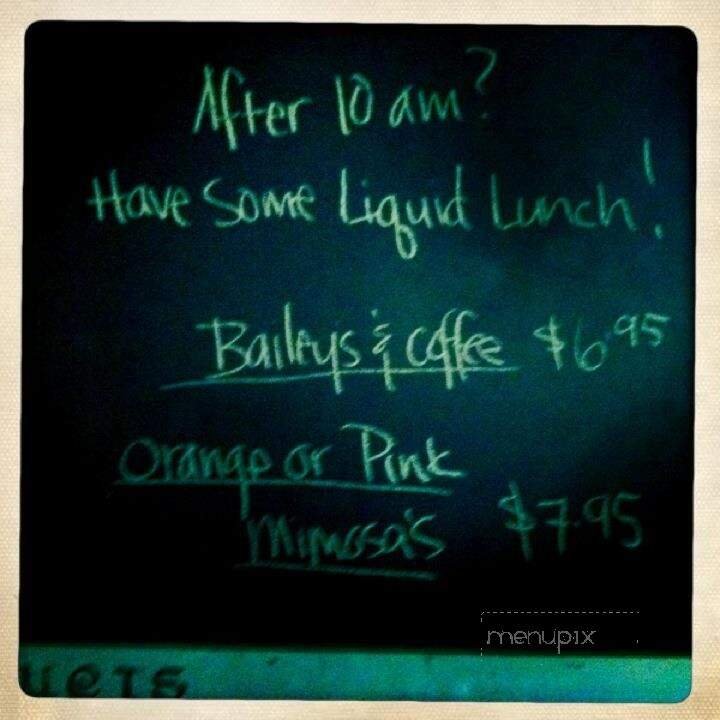 After 10 am?
Have Some Liquid Lunch!
Baileys & Coffee $6.95
Orange or Pink
Mimosa's $7.95
menupix